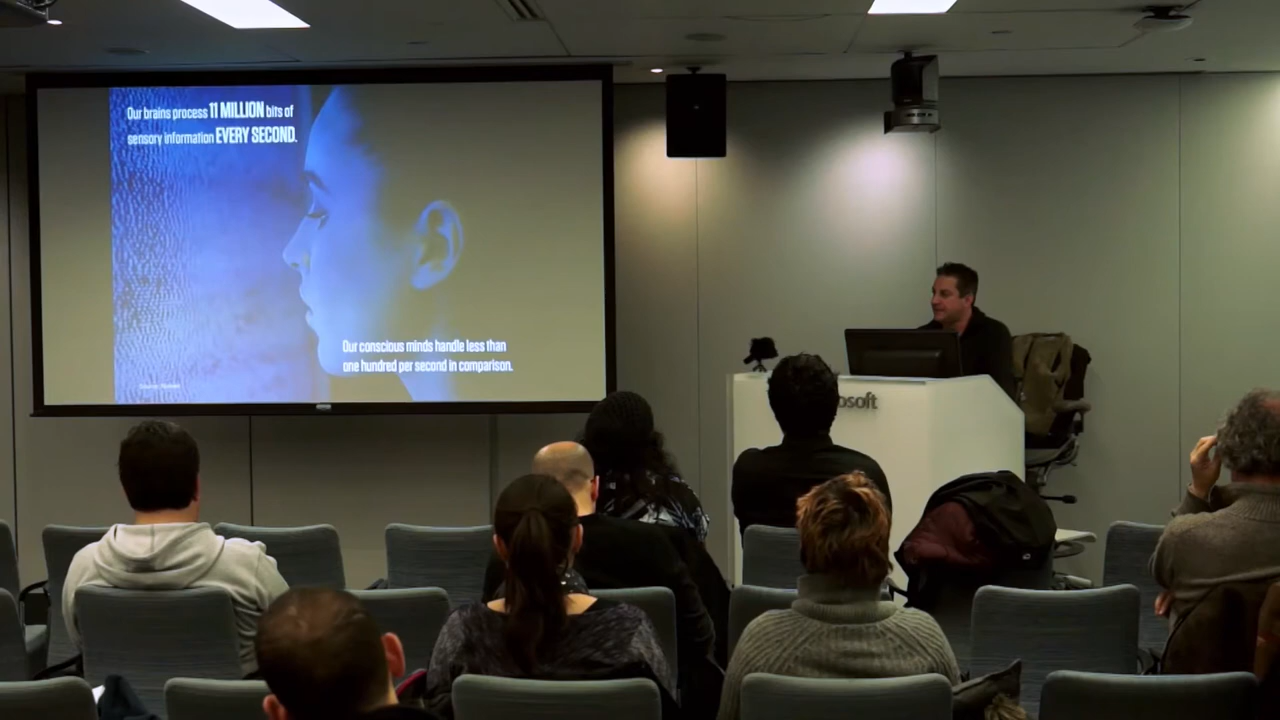 Our brains process 11 MILLION bits of
sensory information EVERY SECOND.
Our conscious minds handle less than
one hundred per second in comparison.
osoft